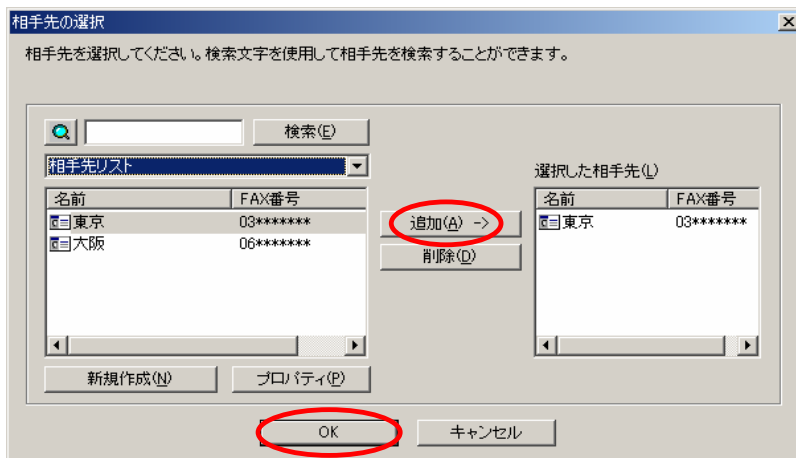 相手先の選択
相手先を選択してください。検索文字を使用して相手先を検索することができます。
検索(E)
相手先リスト
選択した相手先(L)
名前 FAX番号
東京 03*******
大阪 06*******
追加(A) ->
削除(D)
名前 FAX番号
東京 03*******
新規作成(N) プロパティ(P)
OK キャンセル